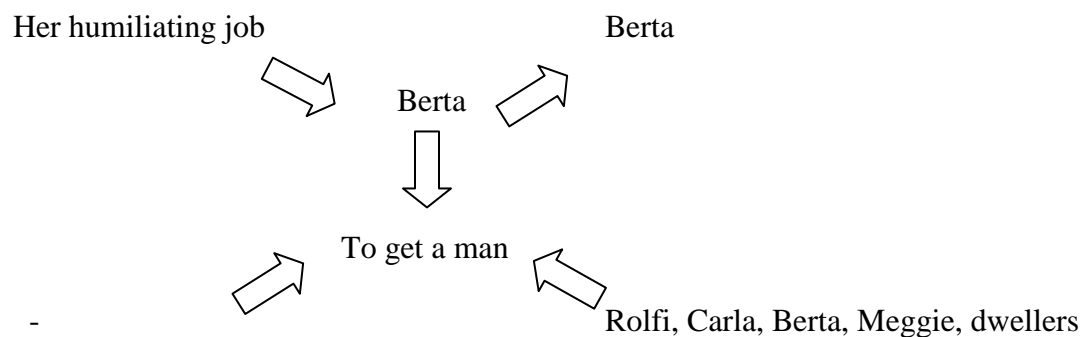 Her humiliating job Berta
Berta
To get a man
- Rolfi, Carla, Berta, Meggie, dwellers